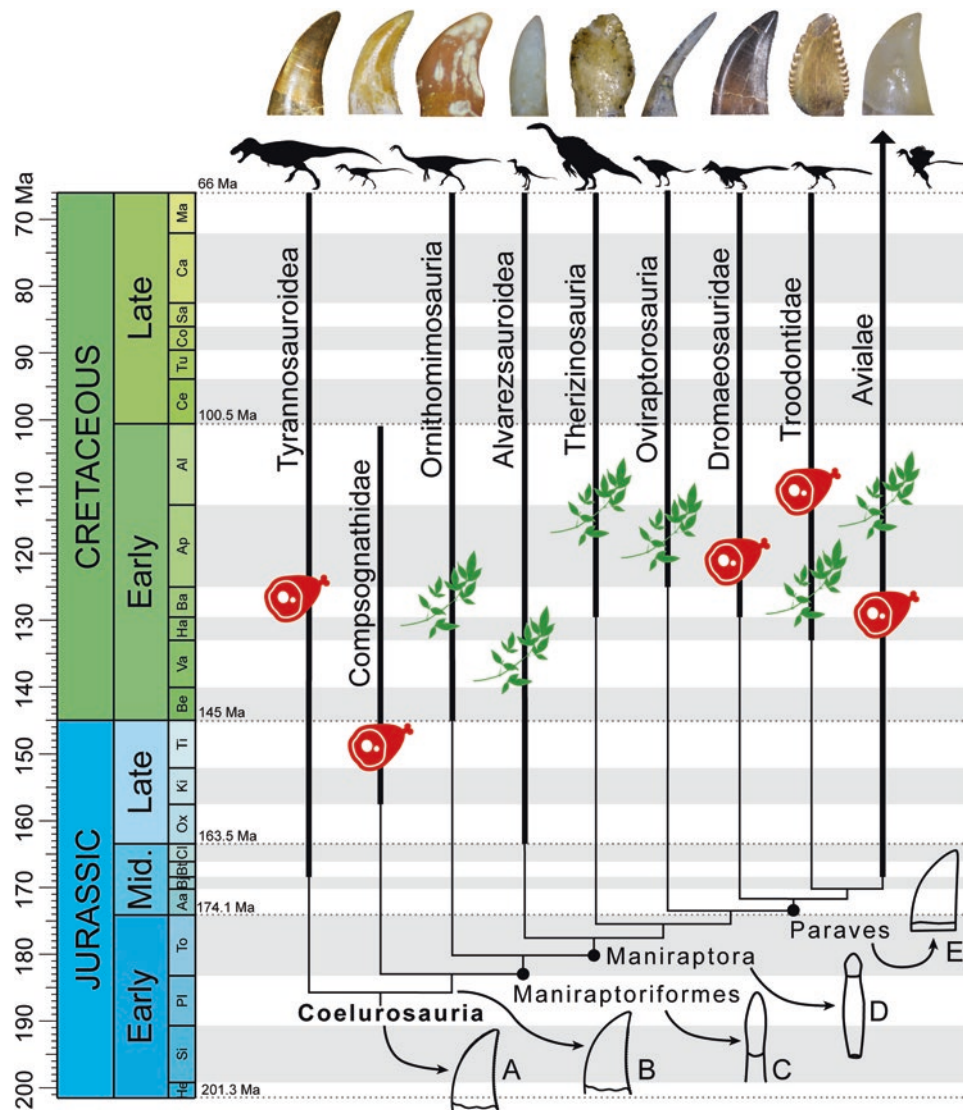 66 Ma
70 Ma
80
90
100
110
120
130
140
150
160
170
180
190
200
CRETACEOUS
JURASSIC
Late
Early
Late
Mid.
Early
Ma
Ca
Sa
Co
Tu
Ce
Al
Ap
Ba
Ha
Va
Be
Ti
Ki
Ox
Cl
Bt
Bj
Aa
To
Pl
Si
He
100.5 Ma
145 Ma
163.5 Ma
174.1 Ma
201.3 Ma
Tyrannosauroidea
Compsognathidae
Ornithomimosauria
Alvarezsauroidea
Therizinosauria
Oviraptorosauria
Dromaeosauridae
Troodontidae
Avialae
Paraves
Maniraptora
Maniraptoriformes
Coelurosauria
A
B
C
D
E